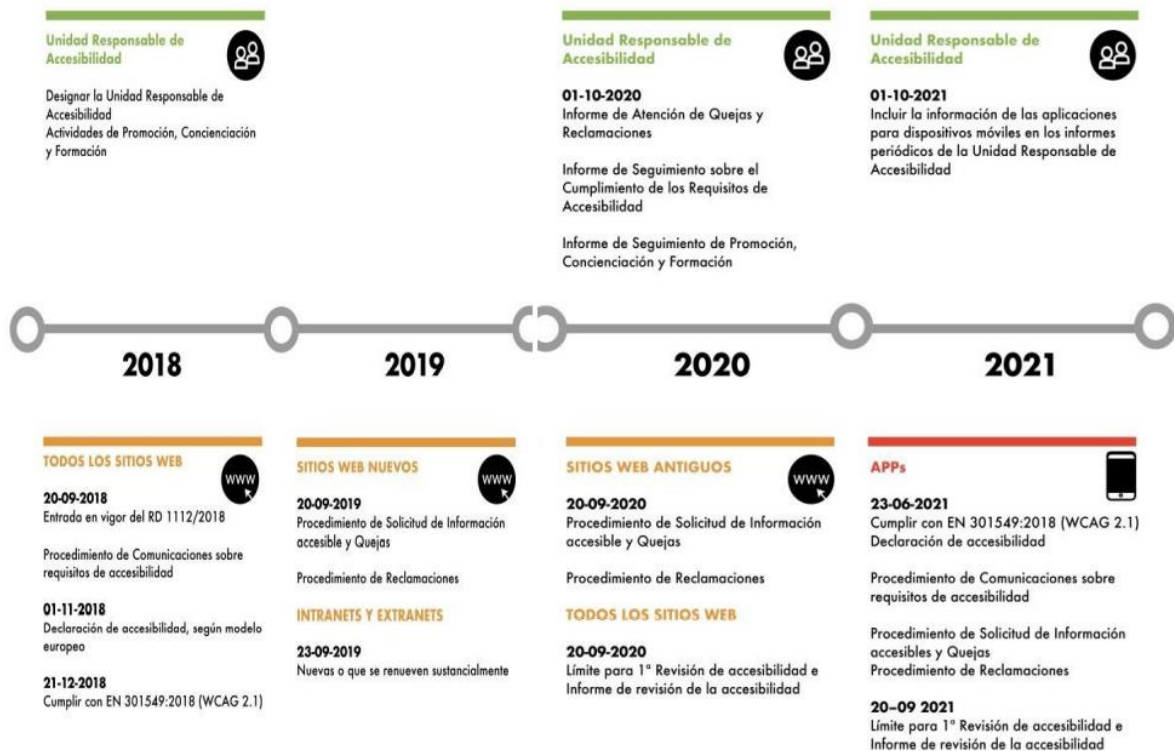 Unidad Responsable de
Accesibilidad
Designar la Unidad Responsable de
Accesibilidad
Actividades de Promoción, Concienciación
y Formación
Unidad Responsable de
Accesibilidad
01-10-2020
Informe de Atención de Quejas y
Reclamaciones
Informe de Seguimiento sobre el
Cumplimiento de los Requisitos de
Accesibilidad
Informe de Seguimiento de Promoción,
Concienciación y Formación
Unidad Responsable de
Accesibilidad
01-10-2021
Incluir la información de las aplicaciones
para dispositivos móviles en los informes
periódicos de la Unidad Responsable de
Accesibilidad
2018
2019
2020
2021
TODOS LOS SITIOS WEB
WWW
20-09-2018
Entrada en vigor del RD 1112/2018
Procedimiento de Comunicaciones sobre
requisitos de accesibilidad
01-11-2018
Declaración de accesibilidad, según modelo
europeo
21-12-2018
Cumplir con EN 301549:2018 (WCAG 2.1)
SITIOS WEB NUEVOS
WWW
20-09-2019
Procedimiento de Solicitud de Información
accesible y Quejas
Procedimiento de Reclamaciones
INTRANETS Y EXTRANETS
23-09-2019
Nuevas o que se renueven sustancialmente
SITIOS WEB ANTIGUOS
WWW
20-09-2020
Procedimiento de Solicitud de Información
accesible y Quejas
Procedimiento de Reclamaciones
TODOS LOS SITIOS WEB
20-09-2020
Límite para 1ª Revisión de accesibilidad e
Informe de revisión de la accesibilidad
APPs
23-06-2021
Cumplir con EN 301549:2018 (WCAG 2.1)
Declaración de accesibilidad
Procedimiento de Comunicaciones sobre
requisitos de accesibilidad
Procedimiento de Solicitud de Información
accesibles y Quejas
Procedimiento de Reclamaciones
20–09 2021
Límite para 1ª Revisión de accesibilidad e
Informe de revisión de la accesibilidad